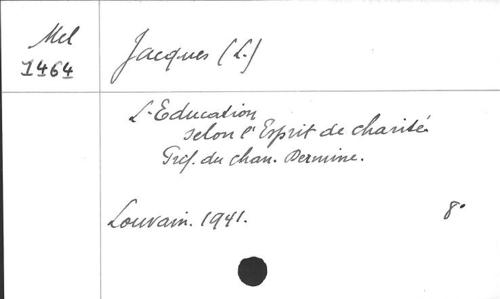 Mel
1464
Jacques (L.)
L'Education
selon l'Esprit de charité.
Préf. du chan. Dermine.
Louvain. 1941.
8°